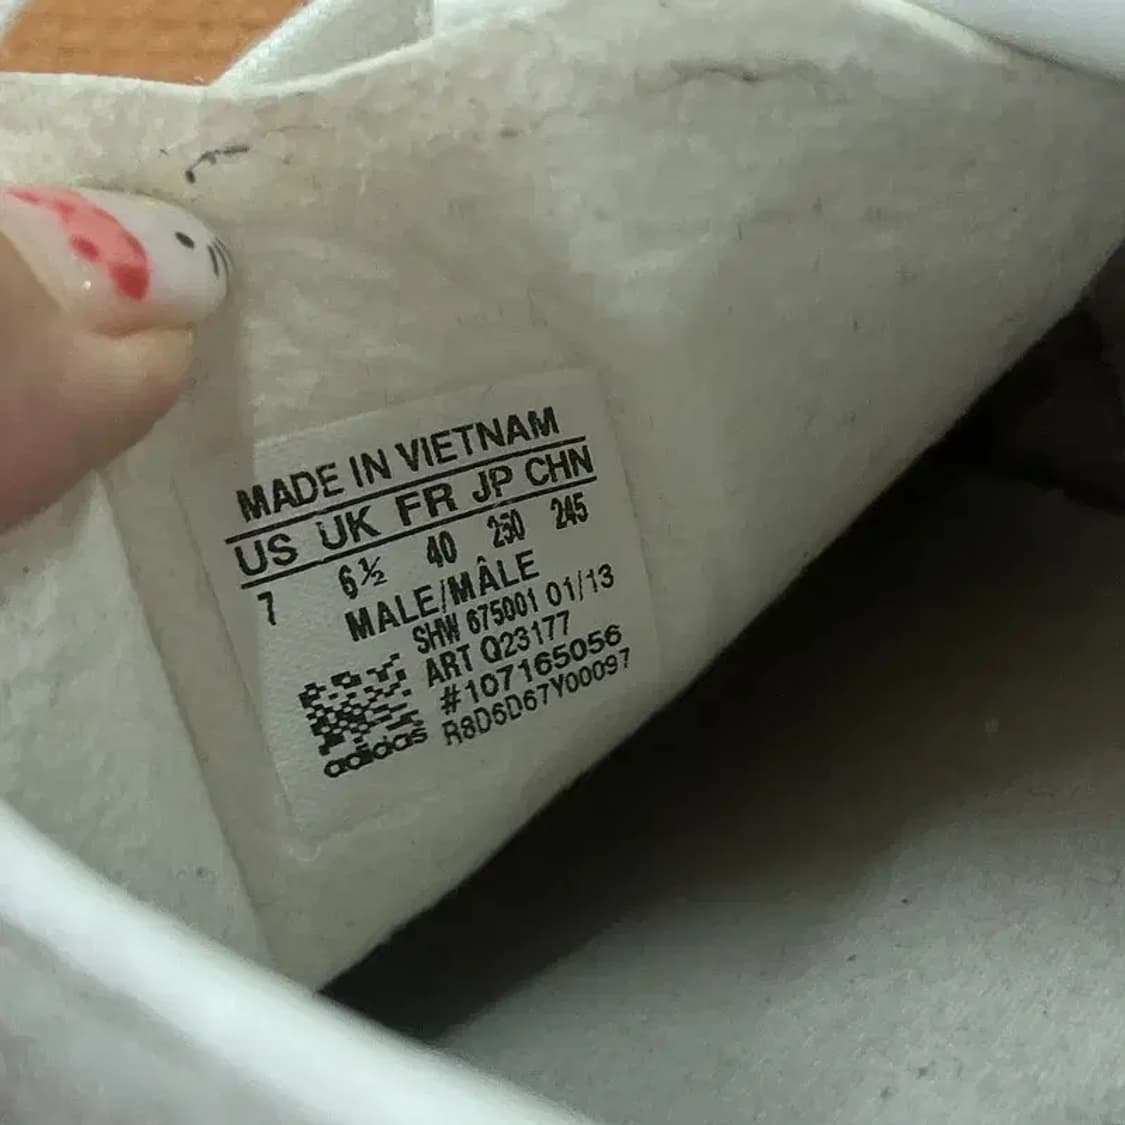 MADE IN VIETNAM
US UK FR JP CHN
7 6½ 40 250 245
MALE/MÂLE
SHW 675001 01/13
ART Q23177
#107165056
R8D6D67Y00097
adidas